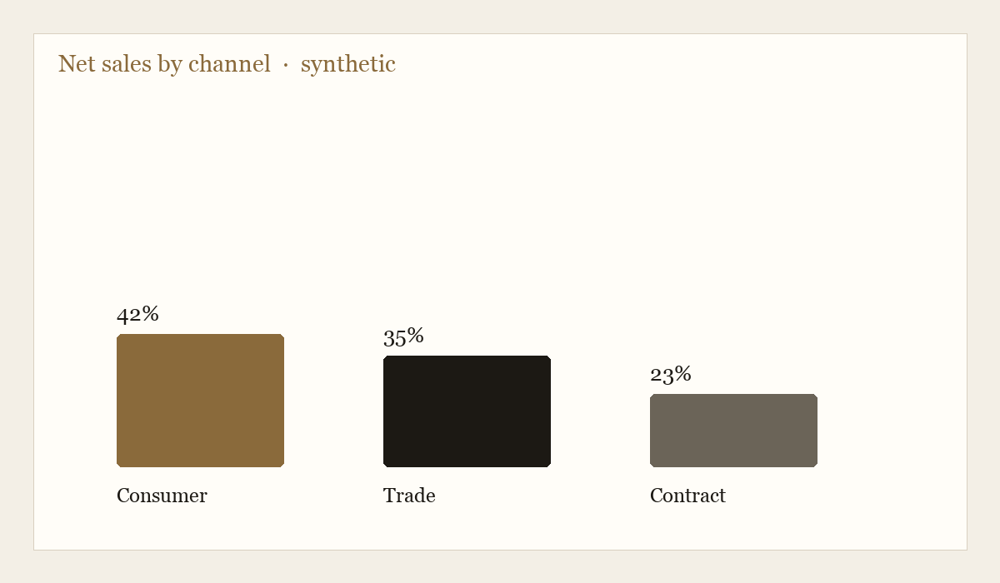 Net sales by channel · synthetic
42%
35%
23%
Consumer
Trade
Contract